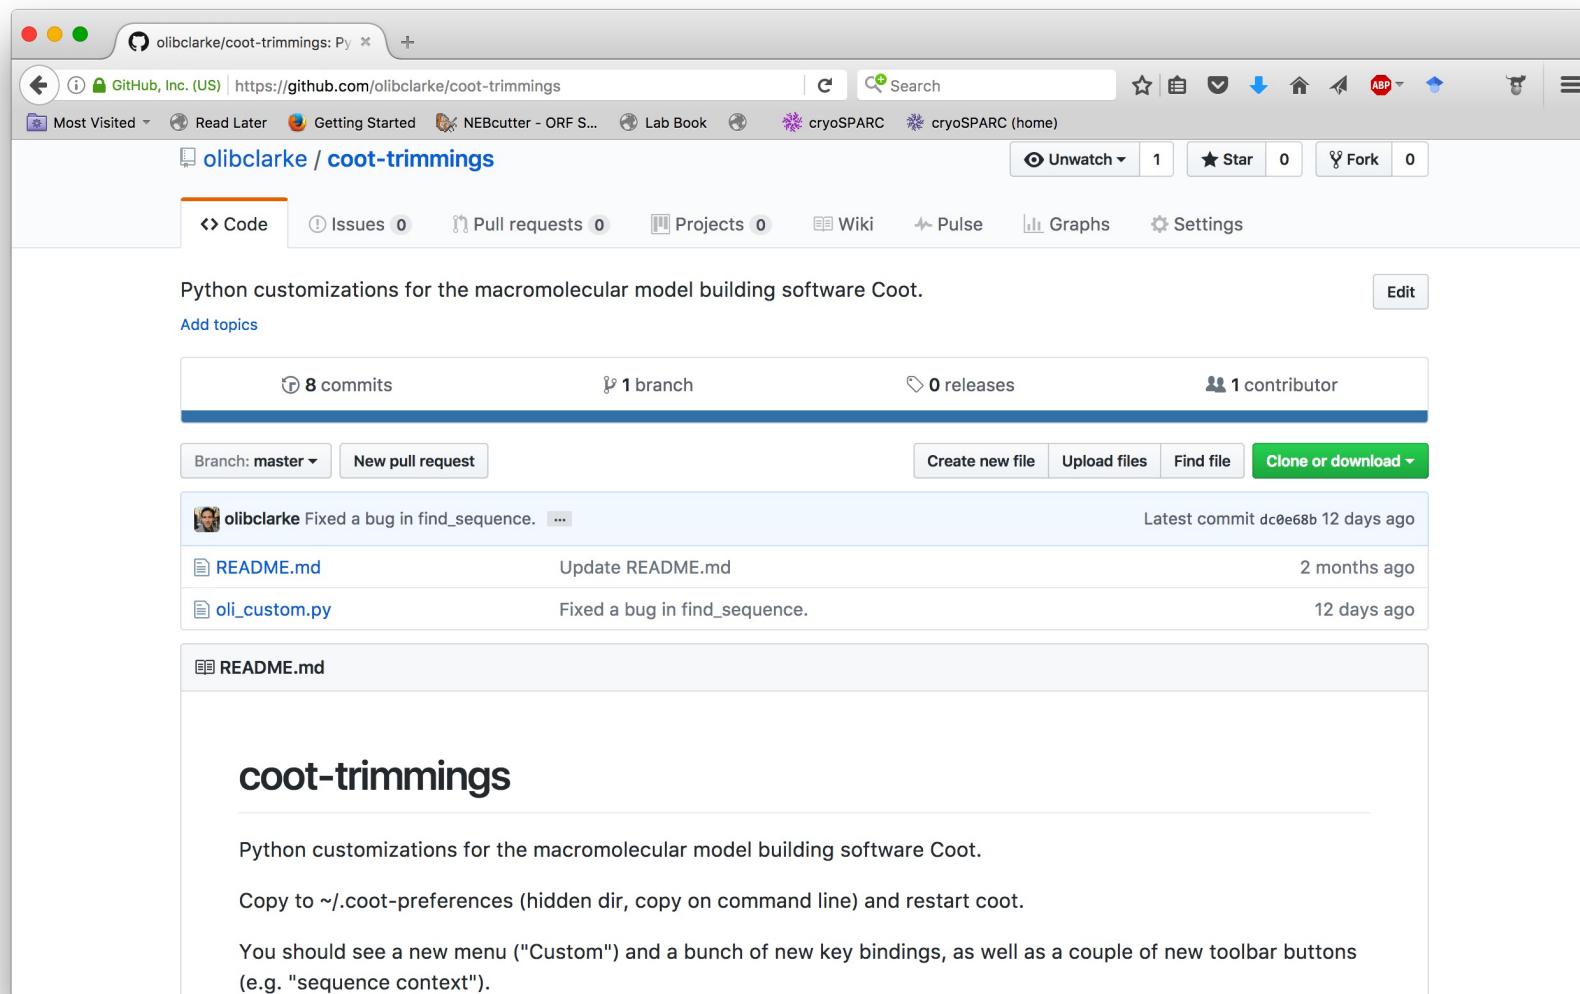 olibclarke/coot-trimmings: Py
GitHub, Inc. (US) https://github.com/olibclarke/coot-trimmings Search ABP
Most Visited Read Later Getting Started NEBcutter - ORF S... Lab Book cryoSPARC cryoSPARC (home)
olibclarke / coot-trimmings Unwatch 1 Star 0 Fork 0
Code Issues 0 Pull requests 0 Projects 0 Wiki Pulse Graphs Settings
Python customizations for the macromolecular model building software Coot. Edit
Add topics
8 commits 1 branch 0 releases 1 contributor
Branch: master New pull request Create new file Upload files Find file Clone or download
olibclarke Fixed a bug in find_sequence. ... Latest commit dc0e68b 12 days ago
README.md Update README.md 2 months ago
oli_custom.py Fixed a bug in find_sequence. 12 days ago
README.md
coot-trimmings
Python customizations for the macromolecular model building software Coot.
Copy to ~/.coot-preferences (hidden dir, copy on command line) and restart coot.
You should see a new menu ("Custom") and a bunch of new key bindings, as well as a couple of new toolbar buttons
(e.g. "sequence context").